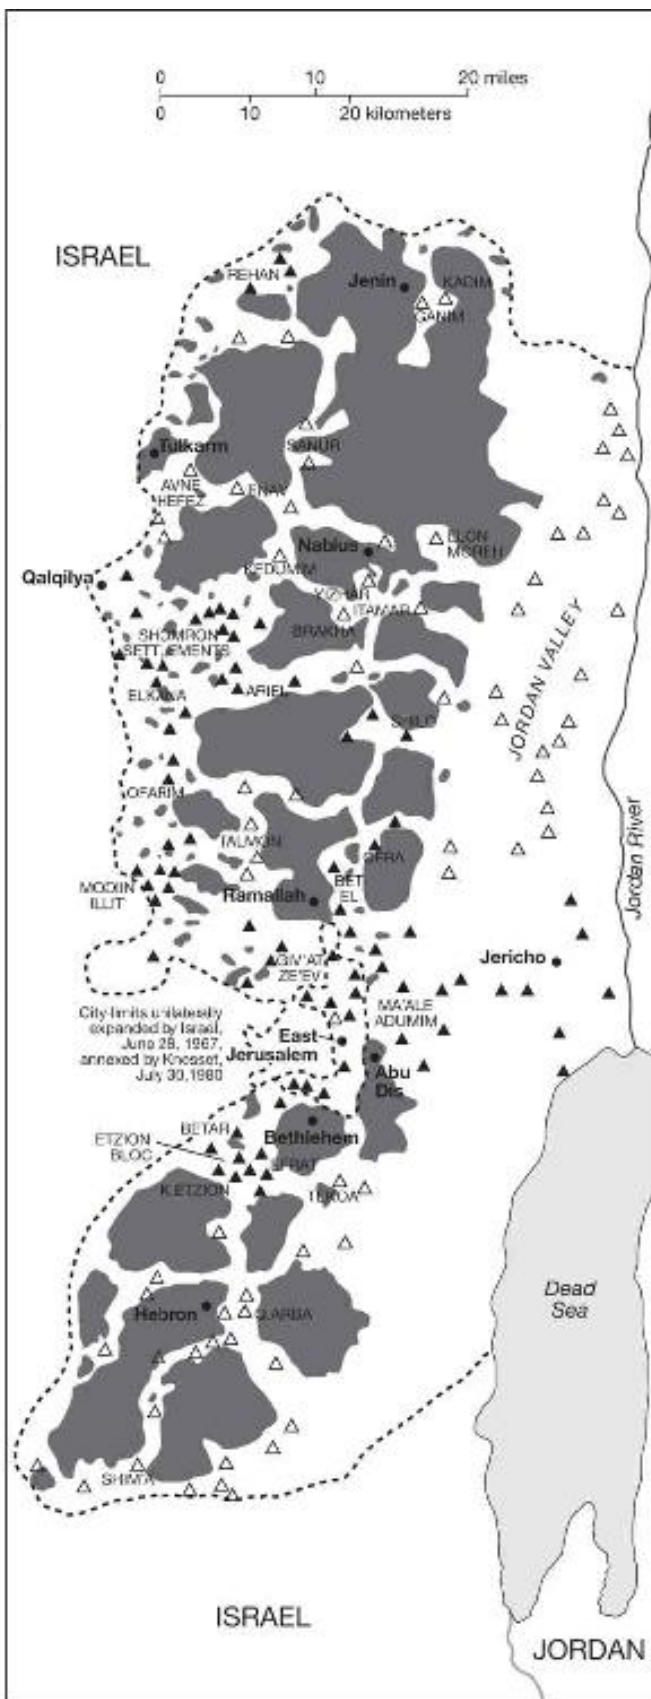 0 10 20 miles
0 10 20 kilometers
ISRAEL
REHAN
Jenin
KADIM
GANIM
Tulkarm
SANUR
AVNE
HEFEZ
ENAV
Nablus
ELON
MOREH
KEDUMIM
Qalqilya
YIZHAR
ITAMAR
BRAKHA
SHOMRON
SETTLEMENTS
JORDAN VALLEY
ELKANA
ARIEL
SHILO
OFARIM
TALMON
OFRA
MODIIN
ILLIT
BET
EL
Ramallah
Jordan River
GIV'AT
ZE'EV
Jericho
MA'ALE
ADUMIM
City-limits unilaterally
expanded by Israel,
June 28, 1967,
annexed by Knesset,
July 30,1980
East
Jerusalem
Abu
Dis
BETAR
Bethlehem
ETZION
BLOC
EFRAT
K.ETZION
TEKOA
Dead
Sea
Hebron
Q.ARBA
SHIM'A
ISRAEL
JORDAN